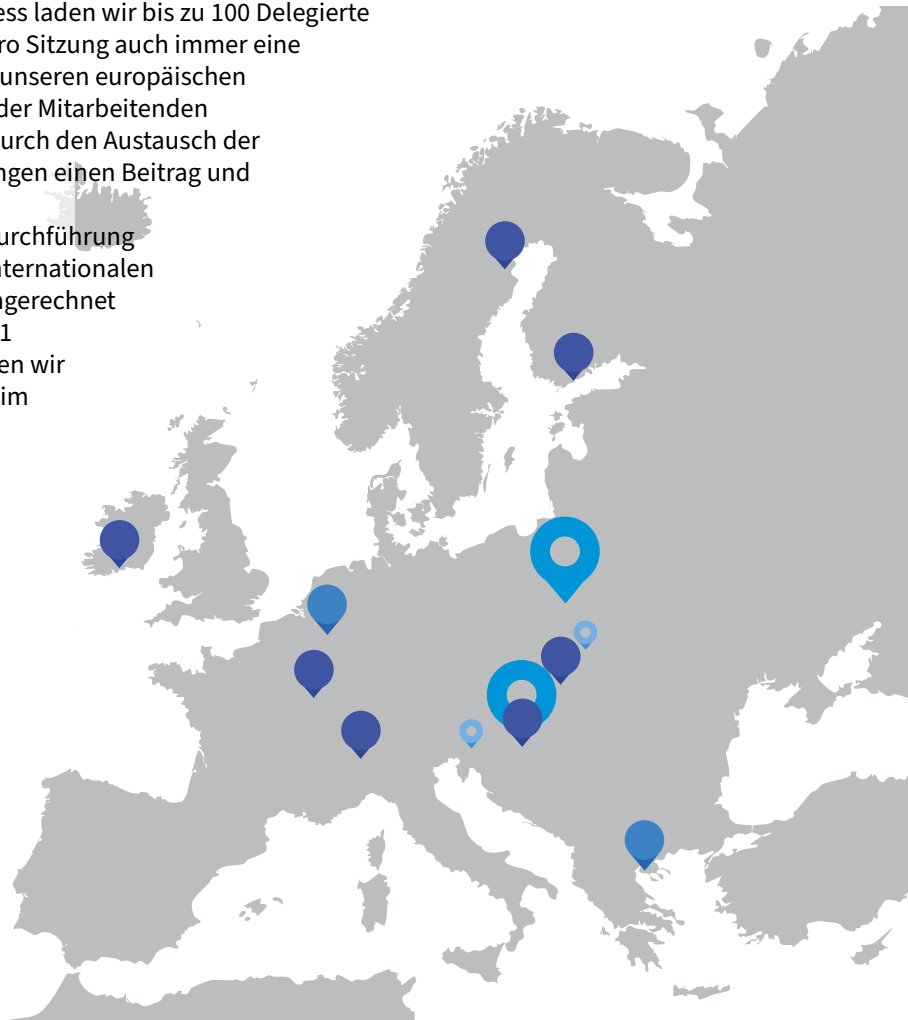 ess laden wir bis zu 100 Delegierte
ro Sitzung auch immer eine
unseren europäischen
der Mitarbeitenden
urch den Austausch der
ngen einen Beitrag und
urchführung
nternationalen
ngerechnet
1
en wir
im